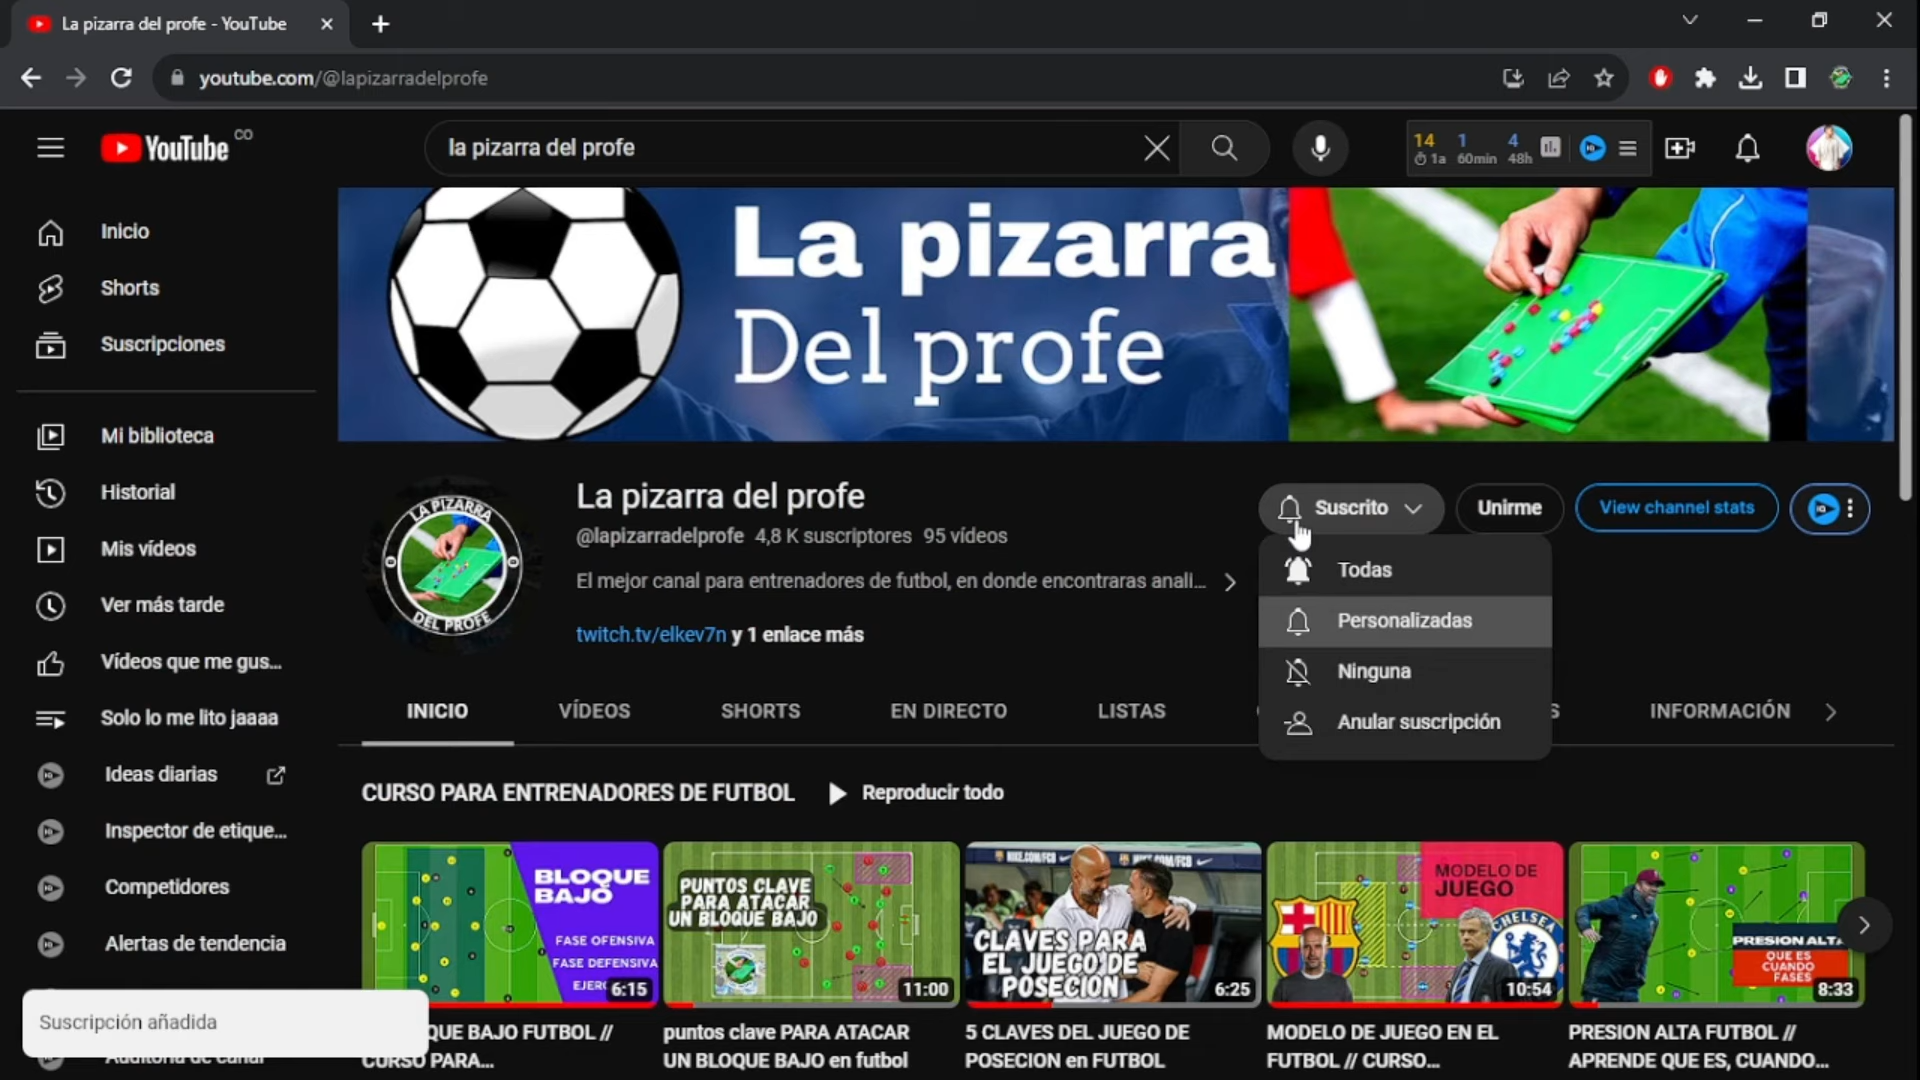 La pizarra del profe - YouTube
youtube.com/@lapizarradelprofe
YouTube CO
la pizarra del profe
14 1 4
1a 60min 48h
Inicio
Shorts
Suscripciones
Mi biblioteca
Historial
Mis vídeos
Ver más tarde
Vídeos que me gus...
Solo lo me lito jaaaa
Ideas diarias
Inspector de etique...
Competidores
Alertas de tendencia
Auditoría de canal
Suscripción añadida
La pizarra
Del profe
LA PIZARRA
DEL PROFE
La pizarra del profe
@lapizarradelprofe 4,8 K suscriptores 95 vídeos
El mejor canal para entrenadores de futbol, en donde encontraras anali...
twitch.tv/elkev7n y 1 enlace más
Suscrito
Unirme
View channel stats
Todas
Personalizadas
Ninguna
Anular suscripción
INICIO VÍDEOS SHORTS EN DIRECTO LISTAS S INFORMACIÓN
CURSO PARA ENTRENADORES DE FUTBOL Reproducir todo
BLOQUE
BAJO
FASE OFENSIVA
FASE DEFENSIVA
EJERC
6:15
QUE BAJO FUTBOL //
CURSO PARA...
PUNTOS CLAVE
PARA ATACAR
UN BLOQUE BAJO
11:00
puntos clave PARA ATACAR
UN BLOQUE BAJO en futbol
NIKE.COM/FCB
CLAVES PARA
EL JUEGO DE
POSECION
6:25
5 CLAVES DEL JUEGO DE
POSECION en FUTBOL
MODELO DE
JUEGO
CHELSEA
10:54
MODELO DE JUEGO EN EL
FUTBOL // CURSO...
PRESION ALTA
QUE ES
CUANDO
FASES
8:33
PRESION ALTA FUTBOL //
APRENDE QUE ES, CUANDO...